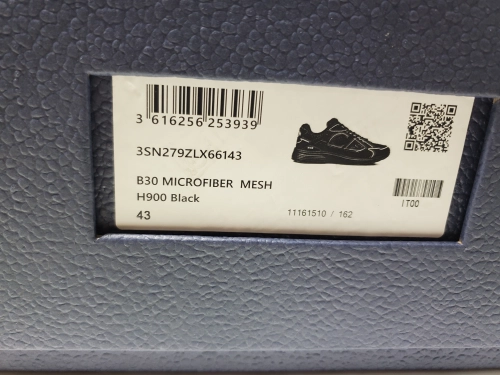 3 616256 253939
3SN279ZLX66143
B30 MICROFIBER MESH
H900 Black
43
11161510 / 162
IT00